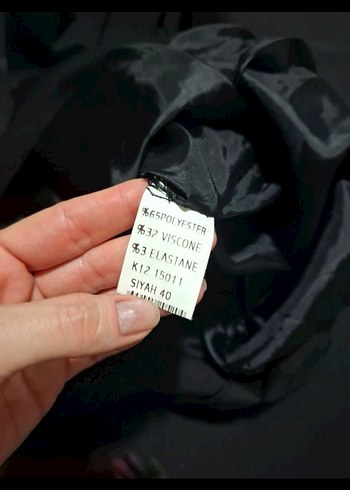 %65POLYESTER
%32 VISCONE
%3 ELASTANE
K12 15011
SIYAH 40